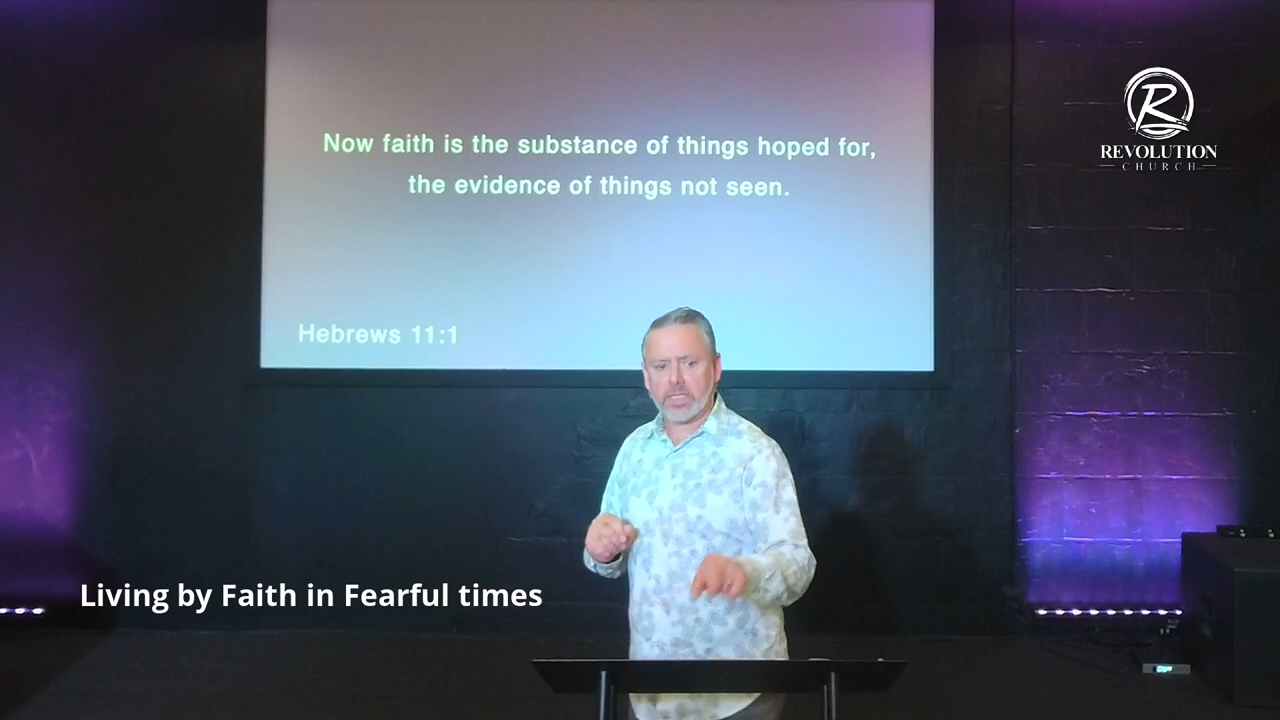 Now faith is the substance of things hoped for,
the evidence of things not seen.
Hebrews 11:1
R
REVOLUTION
CHURCH
Living by Faith in Fearful times